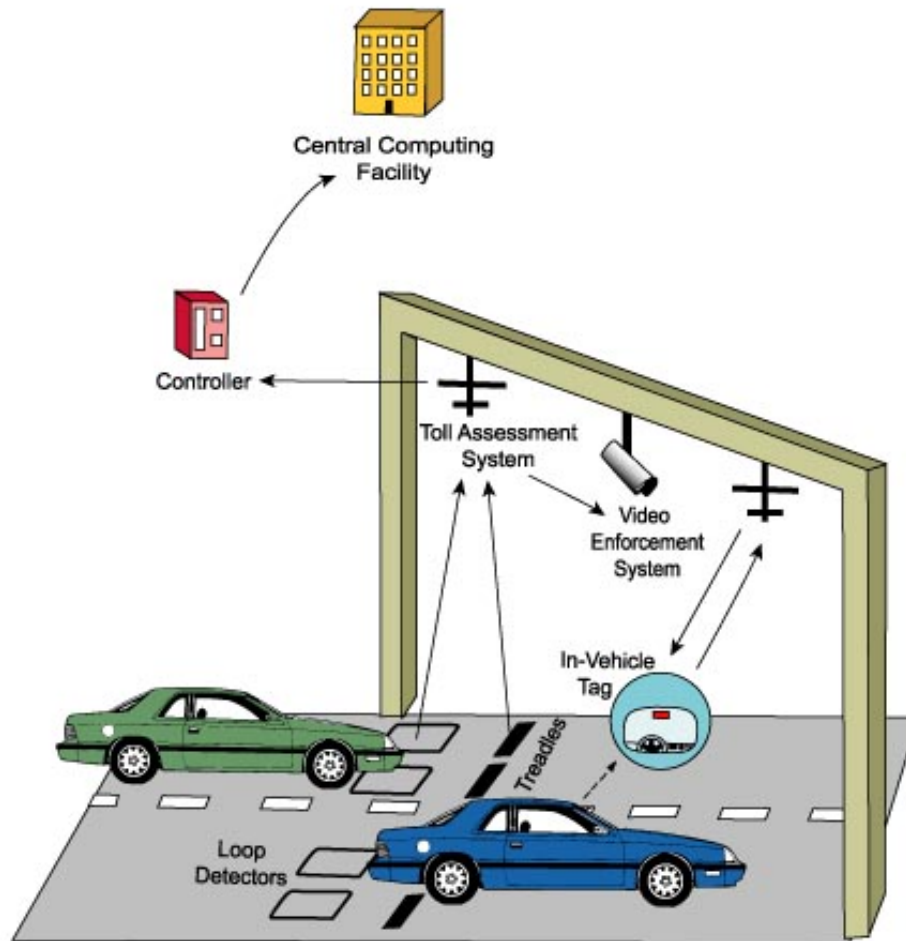 Central Computing
Facility
Controller
Toll Assessment
System
Video
Enforcement
System
In-Vehicle
Tag
Treadles
Loop
Detectors